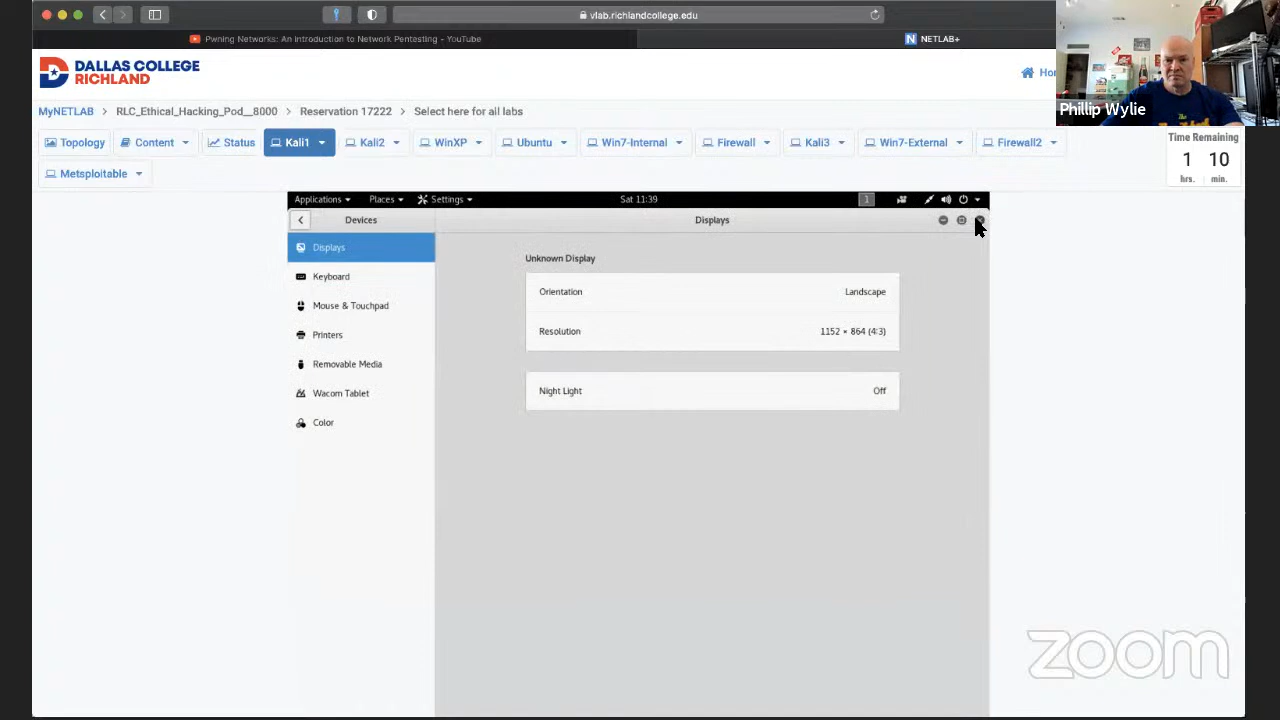 vlab.richlandcollege.edu
Pwning Networks: An Introduction to Network Pentesting - YouTube
NETLAB+
DALLAS COLLEGE
RICHLAND
Phillip Wylie
MyNETLAB > RLC_Ethical_Hacking_Pod__8000 > Reservation 17222 > Select here for all labs
Topology Content Status Kali1 Kali2 WinXP Ubuntu Win7-Internal Firewall Kali3 Win7-External Firewall2
Metsploitable
Time Remaining
1 10
hrs. min.
Applications Places Settings Sat 11:39 1
Devices Displays
Displays
Keyboard
Mouse & Touchpad
Printers
Removable Media
Wacom Tablet
Color
Unknown Display
Orientation Landscape
Resolution 1152 × 864 (4:3)
Night Light Off
zoom